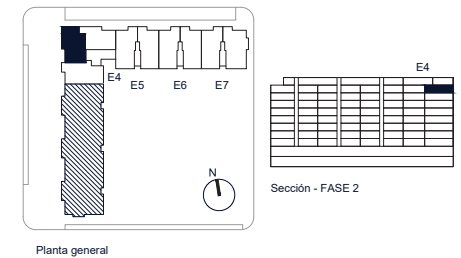 E4
E5 E6 E7
N
Planta general
E4
Sección - FASE 2